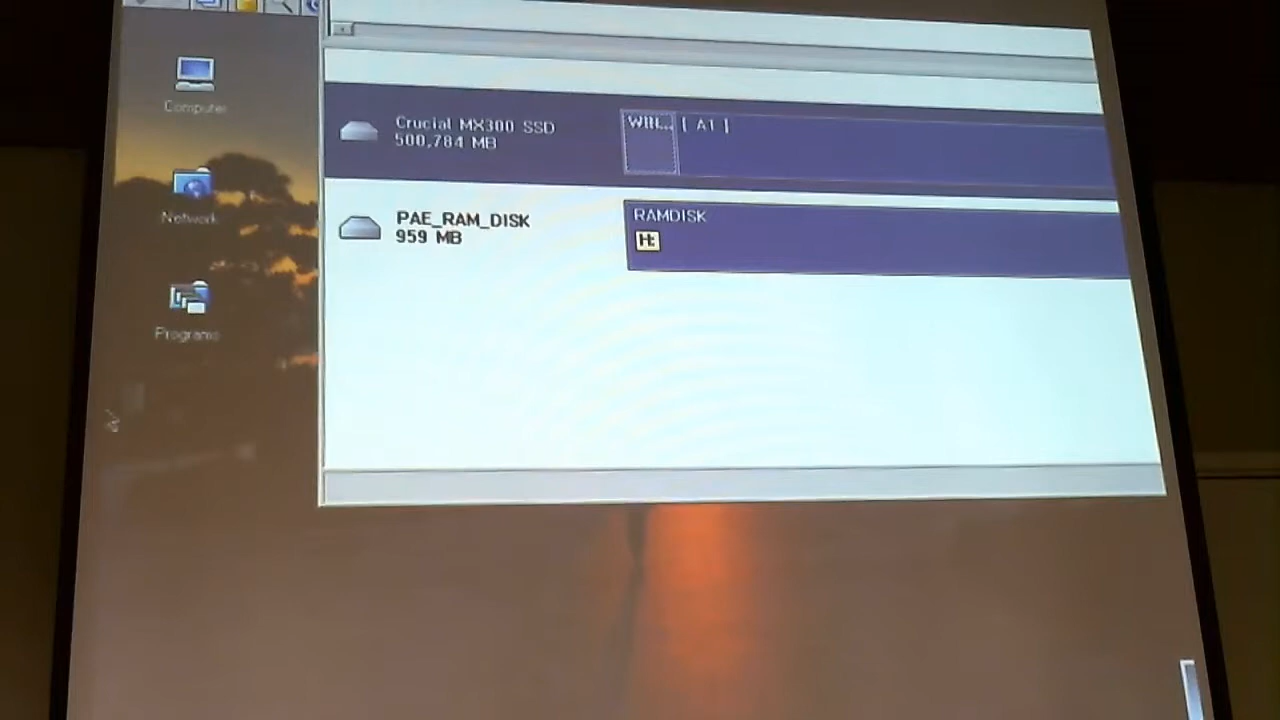 Computer
Network
Programs
Crucial MX300 SSD
500,784 MB
[ A1 ]
PAE_RAM_DISK
959 MB
RAMDISK
H: